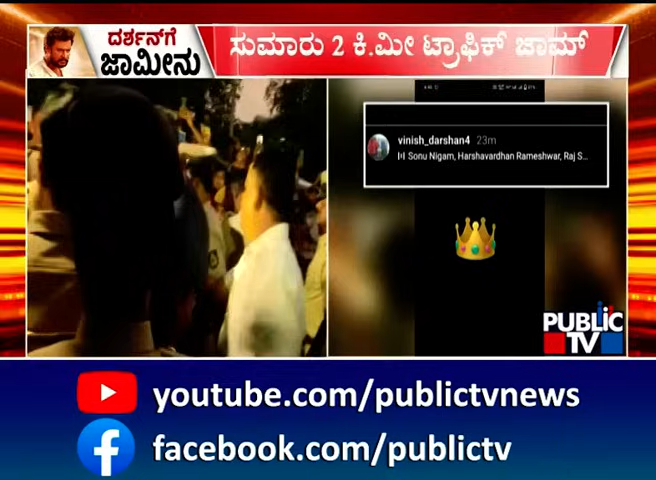 ದರ್ಶನ್‌ಗೆ
ಜಾಮೀನು
ಸುಮಾರು 2 ಕಿ.ಮೀ ಟ್ರಾಫಿಕ್ ಜಾಮ್
vinish_darshan4 23m
Sonu Nigam, Harshavardhan Rameshwar, Raj S...
PUBLiC
TV
youtube.com/publictvnews
facebook.com/publictv